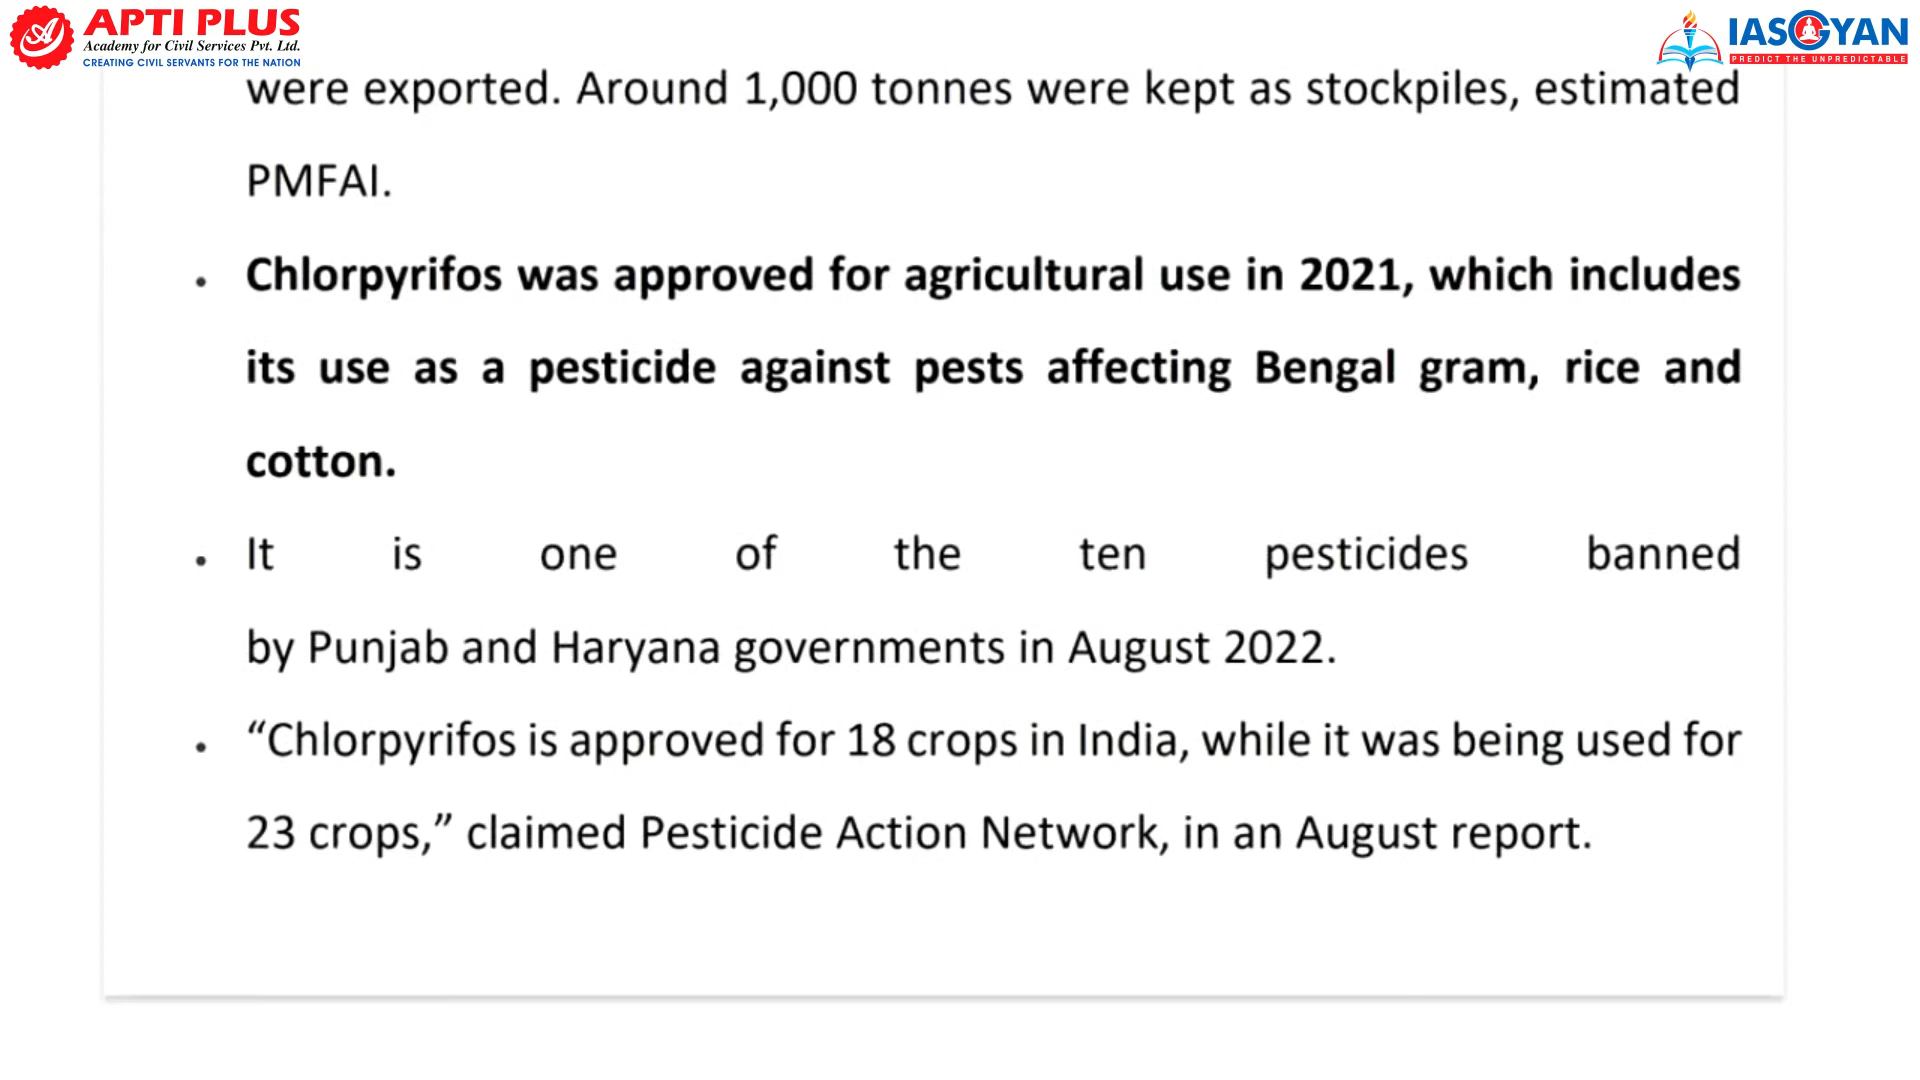 APTI PLUS
Academy for Civil Services Pvt. Ltd.
CREATING CIVIL SERVANTS FOR THE NATION
IASGYAN
PREDICT THE UNPREDICTABLE
were exported. Around 1,000 tonnes were kept as stockpiles, estimated
PMFAI.
• Chlorpyrifos was approved for agricultural use in 2021, which includes
its use as a pesticide against pests affecting Bengal gram, rice and
cotton.
• It is one of the ten pesticides banned
by Punjab and Haryana governments in August 2022.
• “Chlorpyrifos is approved for 18 crops in India, while it was being used for
23 crops,” claimed Pesticide Action Network, in an August report.